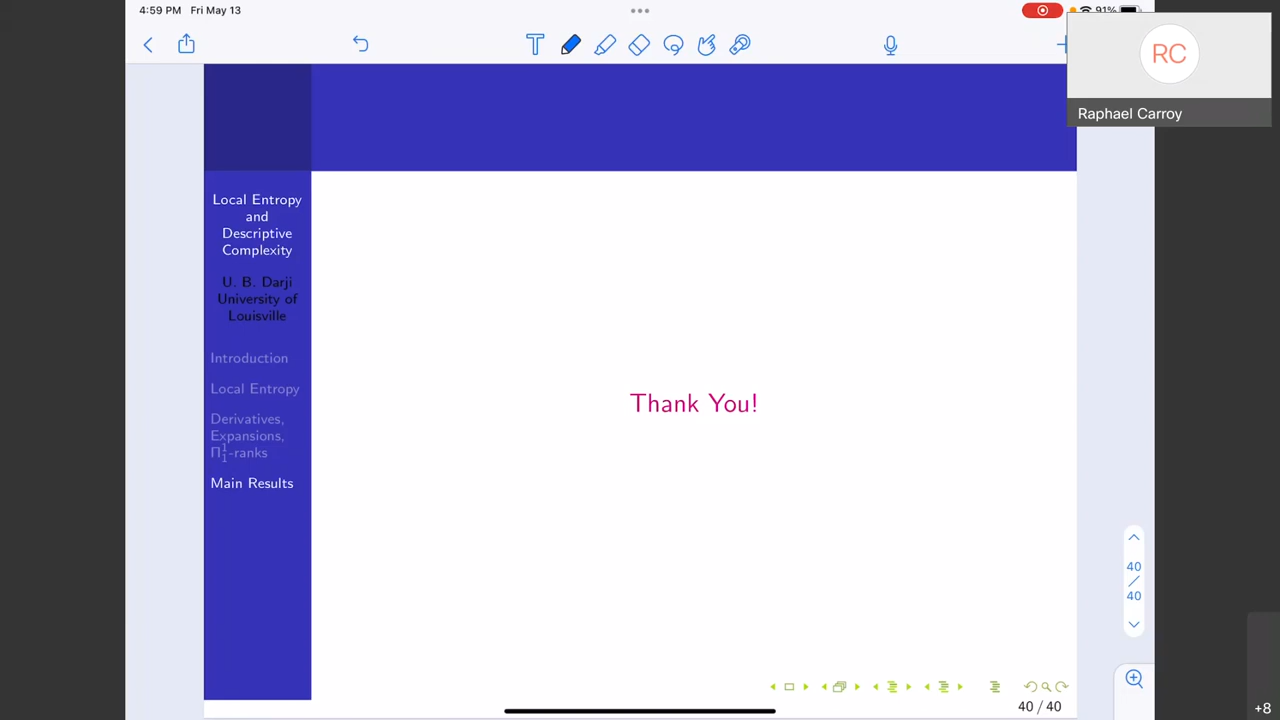 4:59 PM Fri May 13
91%
T
RC
Raphael Carroy
Local Entropy
and
Descriptive
Complexity
U. B. Darji
University of
Louisville
Introduction
Local Entropy
Derivatives,
Expansions,
Π¹₁-ranks
Main Results
Thank You!
40
/
40
40 / 40
+8